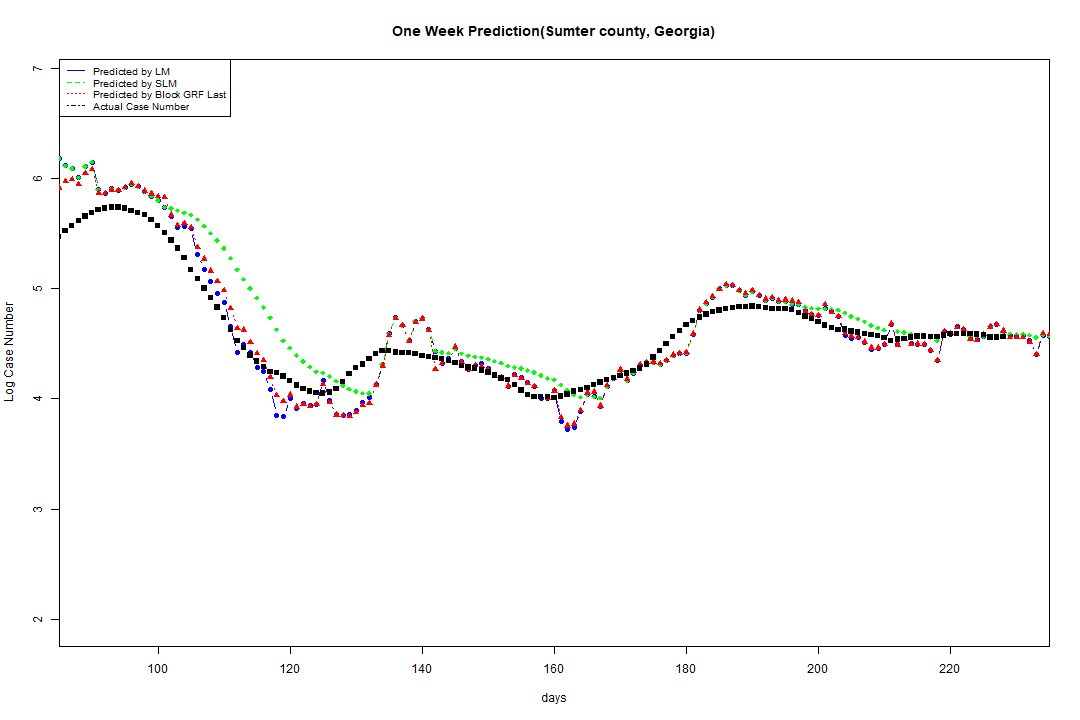 One Week Prediction(Sumter county, Georgia)
Predicted by LM
Predicted by SLM
Predicted by Block GRF Last
Actual Case Number
7
6
5
4
3
2
Log Case Number
100 120 140 160 180 200 220
days